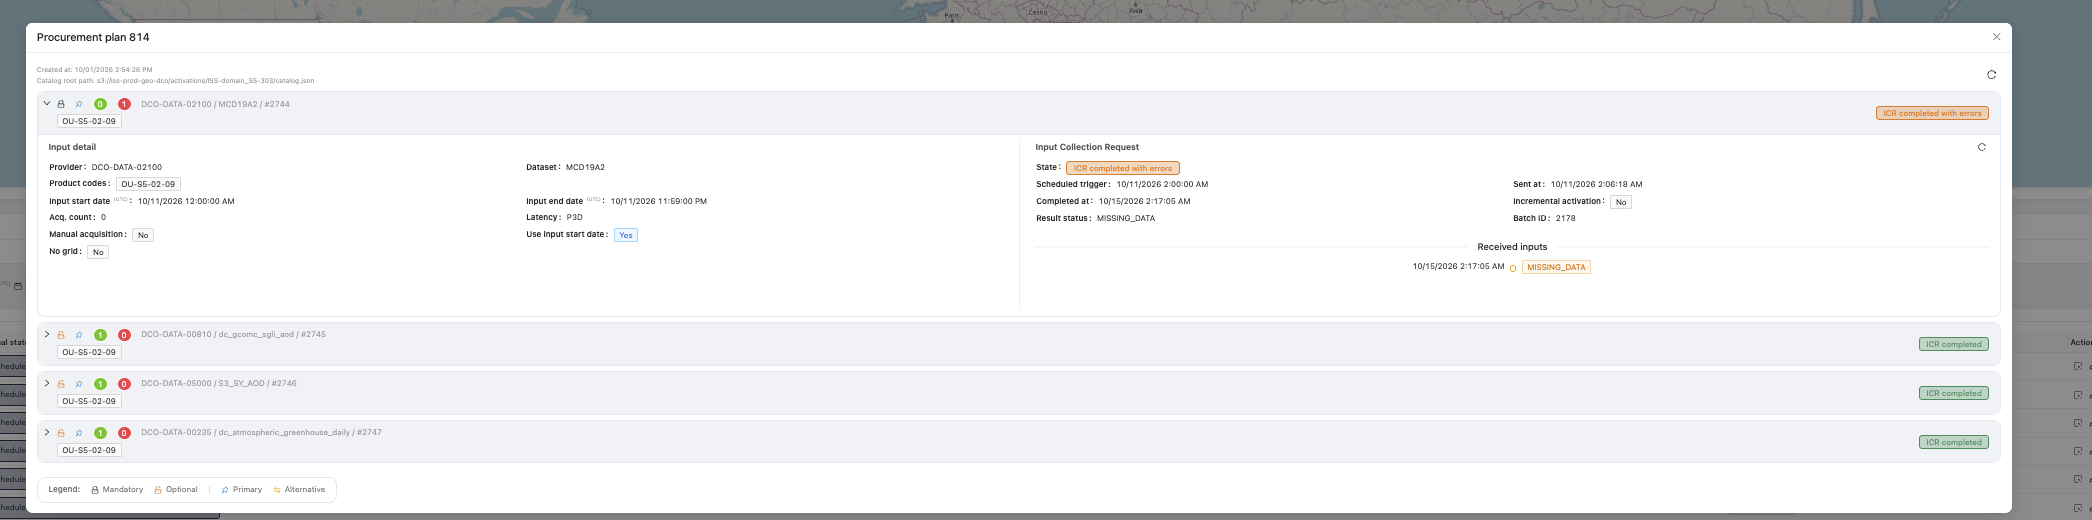 Paris
Česko
Київ
Procurement plan 814
Created at: 10/01/2026 2:54:26 PM
Catalog root path: s3://iss-prod-geo-dco/activations/ISS-domain_S5-303/catalog.json
0 1 DCO-DATA-02100 / MCD19A2 / #2744
OU-S5-02-09
ICR completed with errors
Input detail
Provider : DCO-DATA-02100
Dataset : MCD19A2
Product codes : OU-S5-02-09
Input start date (UTC) : 10/11/2026 12:00:00 AM
Input end date (UTC) : 10/11/2026 11:59:00 PM
Acq. count : 0
Latency : P3D
Manual acquisition : No
Use input start date : Yes
No grid : No
Input Collection Request
State : ICR completed with errors
Scheduled trigger : 10/11/2026 2:00:00 AM
Sent at : 10/11/2026 2:06:18 AM
Completed at : 10/15/2026 2:17:05 AM
Incremental activation : No
Result status : MISSING_DATA
Batch ID : 2178
Received inputs
10/15/2026 2:17:05 AM MISSING_DATA
1 0 DCO-DATA-00810 / dc_gcomc_sgli_aod / #2745
OU-S5-02-09
ICR completed
1 0 DCO-DATA-05000 / S3_SY_AOD / #2746
OU-S5-02-09
ICR completed
1 0 DCO-DATA-00235 / dc_atmospheric_greenhouse_daily / #2747
OU-S5-02-09
ICR completed
Legend: Mandatory Optional | Primary Alternative